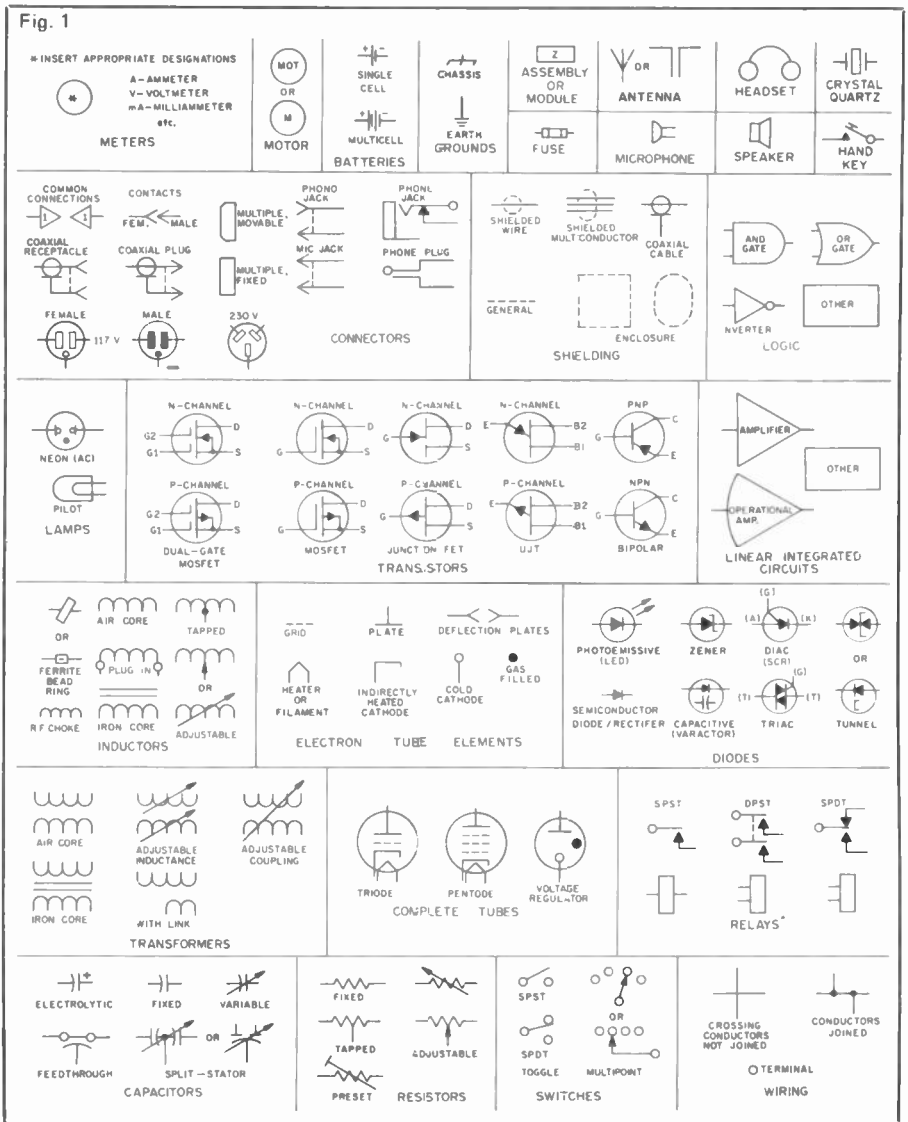 Fig. 1
* INSERT APPROPRIATE DESIGNATIONS
*
A - AMMETER
V - VOLTMETER
mA - MILLIAMMETER
etc.
METERS
MOT
OR
M
MOTOR
SINGLE
CELL
MULTICELL
BATTERIES
CHASSIS
EARTH
GROUNDS
Z
ASSEMBLY
OR
MODULE
FUSE
OR
ANTENNA
MICROPHONE
HEADSET
SPEAKER
CRYSTAL
QUARTZ
HAND
KEY
COMMON
CONNECTIONS
1 1
CONTACTS
FEM. MALE
COAXIAL
RECEPTACLE
COAXIAL PLUG
FEMALE
117 V
MALE
230 V
MULTIPLE,
MOVABLE
MULTIPLE,
FIXED
PHONO
JACK
MIC JACK
PHONE
JACK
PHONE PLUG
CONNECTORS
SHIELDED
WIRE
SHIELDED
MULTICONDUCTOR
COAXIAL
CABLE
GENERAL
ENCLOSURE
SHIELDING
AND
GATE
OR
GATE
NVERTER
OTHER
LOGIC
NEON (AC)
PILOT
LAMPS
N-CHANNEL
G2
G1
D
S
N-CHANNEL
G
D
S
N-CHANNEL
G
D
S
N-CHANNEL
E
B2
B1
PNP
G
C
E
P-CHANNEL
G2
G1
D
S
DUAL-GATE
MOSFET
P-CHANNEL
G
D
S
MOSFET
P-CHANNEL
G
D
S
JUNCTION FET
P-CHANNEL
E
B2
B1
UJT
NPN
G
C
E
BIPOLAR
TRANS.STORS
AMPLIFIER
OTHER
OPERATIONAL
AMP.
LINEAR INTEGRATED
CIRCUITS
OR
FERRITE
BEAD
RING
RF CHOKE
AIR CORE
PLUG IN
IRON CORE
TAPPED
OR
ADJUSTABLE
INDUCTORS
GRID
PLATE
DEFLECTION PLATES
HEATER
OR
FILAMENT
INDIRECTLY
HEATED
CATHODE
COLD
CATHODE
GAS
FILLED
ELECTRON TUBE ELEMENTS
PHOTOEMISSIVE
(LED)
ZENER
(G)
(A) (K)
DIAC
(SCR)
OR
SEMICONDUCTOR
DIODE / RECTIFER
CAPACITIVE
(VARACTOR)
(G)
(T) (T)
TRIAC
TUNNEL
DIODES
AIR CORE
IRON CORE
ADJUSTABLE
INDUCTANCE
WITH LINK
ADJUSTABLE
COUPLING
TRANSFORMERS
TRIODE
PENTODE
VOLTAGE
REGULATOR
COMPLETE TUBES
SPST
DPST
SPDT
RELAYS*
ELECTROLYTIC
FIXED
VARIABLE
FEEDTHROUGH
OR
SPLIT - STATOR
CAPACITORS
FIXED
TAPPED
ADJUSTABLE
PRESET
RESISTORS
SPST
SPDT
TOGGLE
OR
MULTIPOINT
SWITCHES
CROSSING
CONDUCTORS
NOT JOINED
CONDUCTORS
JOINED
TERMINAL
WIRING